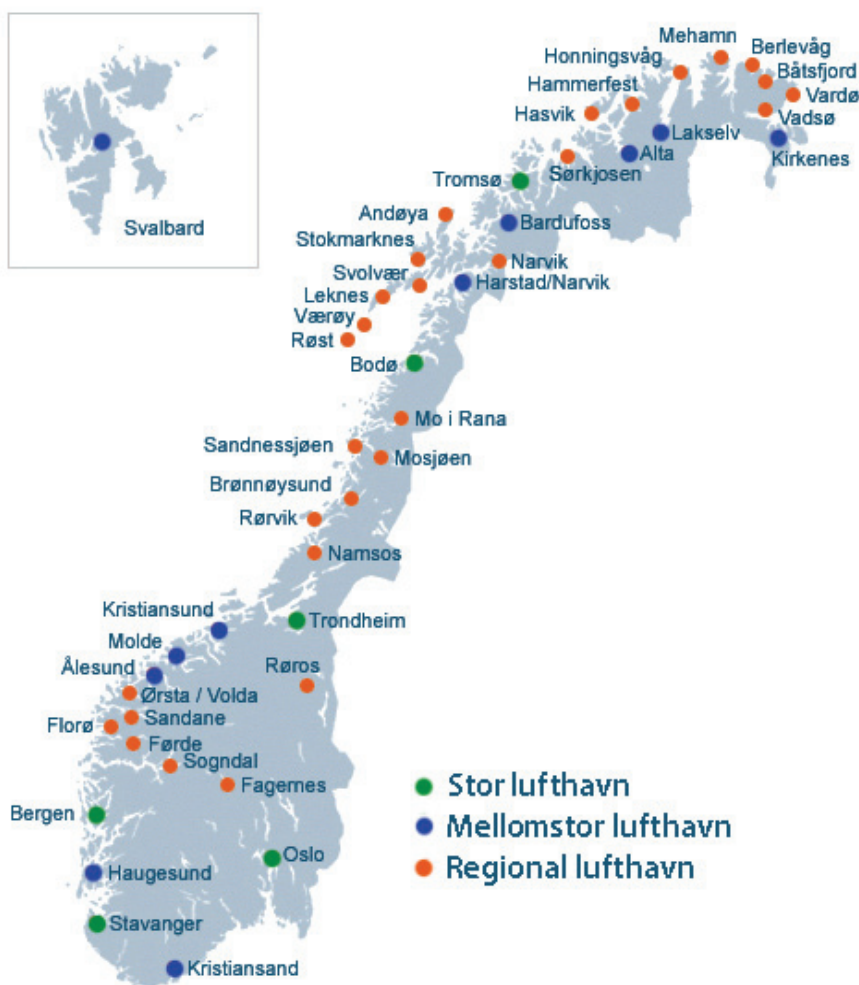 Mehamn
Honningsvåg
Berlevåg
Hammerfest
Båtsfjord
Hasvik
Vardø
Vadsø
Lakselv
Alta
Kirkenes
Sørkjosen
Tromsø
Andøya
Bardufoss
Svalbard
Stokmarknes
Narvik
Svolvær
Harstad/Narvik
Leknes
Værøy
Røst
Bodø
Mo i Rana
Sandnessjøen
Mosjøen
Brønnøysund
Rørvik
Namsos
Kristiansund
Trondheim
Molde
Røros
Ålesund
Ørsta / Volda
Sandane
Florø
Førde
Sogndal
Fagernes
Stor lufthavn
Bergen
Mellomstor lufthavn
Oslo
Regional lufthavn
Haugesund
Stavanger
Kristiansand